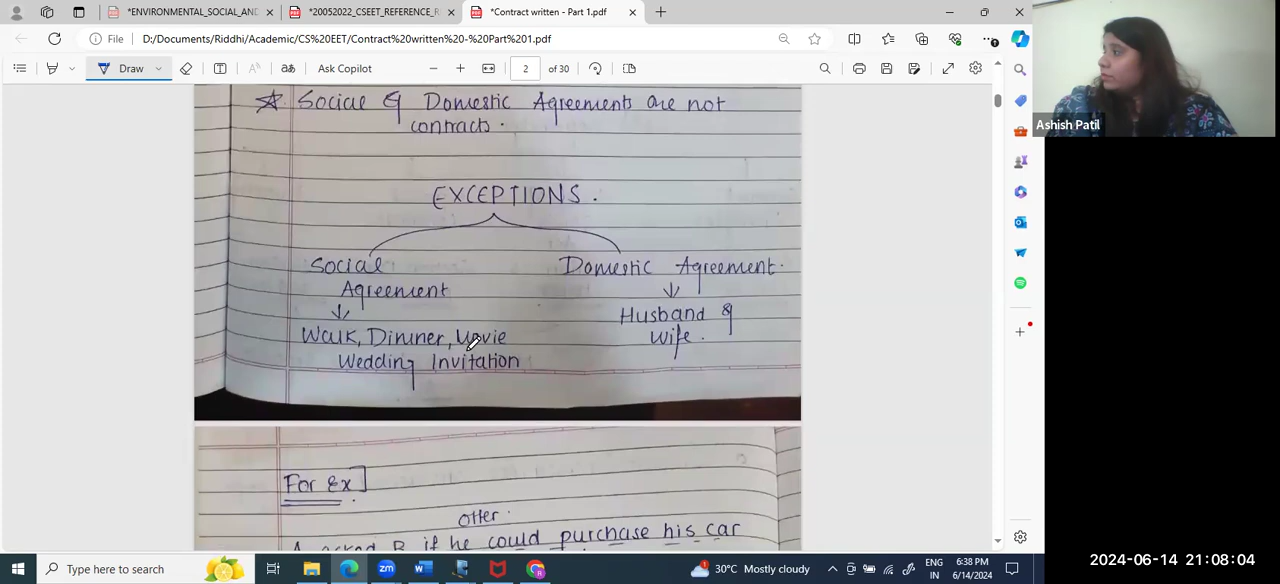 *ENVIRONMENTAL_SOCIAL_AND_
*20052022_CSEET_REFERENCE_R
*Contract written - Part 1.pdf
File
D:/Documents/Riddhi/Academic/CS%20EET/Contract%20written%20-%20Part%201.pdf
Draw
Ask Copilot
2 of 30
Social & Domestic Agreements are not
contracts.
Ashish Patil
EXCEPTIONS.
Social
Domestic Agreement.
Agreement
Husband &
Walk, Dinner, Movie
Wife.
Wedding Invitation
For Ex]
offer.
A asked B if he could purchase his car
Type here to search
30°C Mostly cloudy
ENG
IN
6:38 PM
6/14/2024
2024-06-14 21:08:04